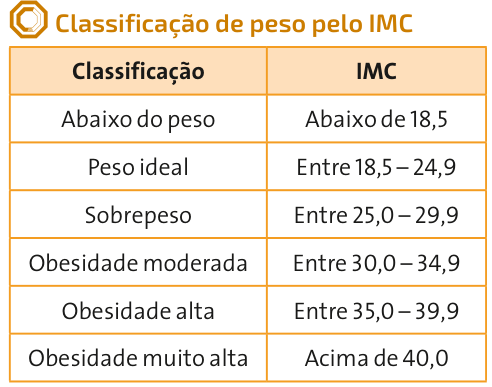 Classificação de peso pelo IMC
Classificação IMC
Abaixo do peso Abaixo de 18,5
Peso ideal Entre 18,5 – 24,9
Sobrepeso Entre 25,0 – 29,9
Obesidade moderada Entre 30,0 – 34,9
Obesidade alta Entre 35,0 – 39,9
Obesidade muito alta Acima de 40,0